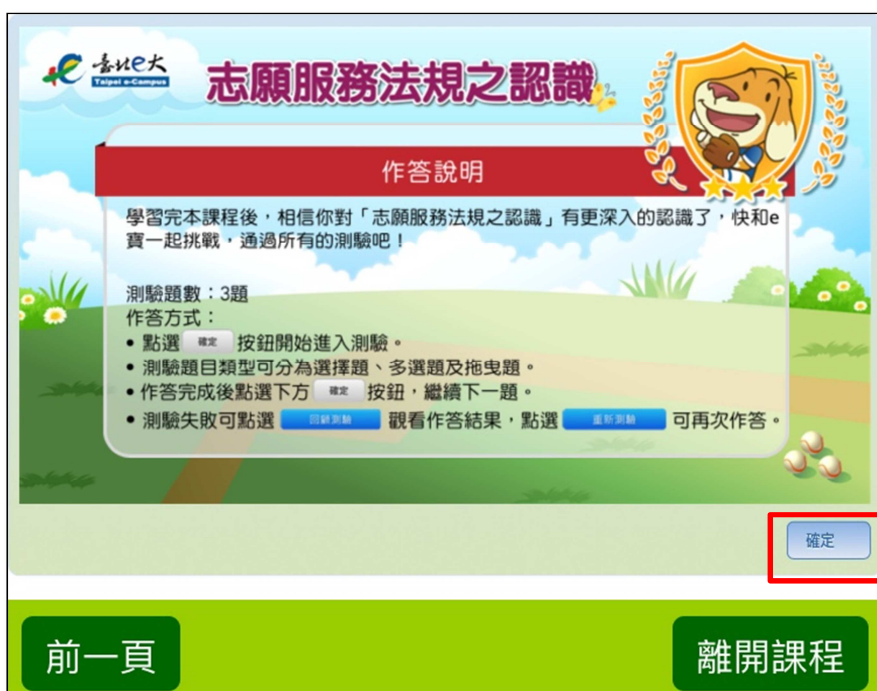 臺北e大
Taipei e-Campus
志願服務法規之認識
作答說明
學習完本課程後，相信你對「志願服務法規之認識」有更深入的認識了，快和e
寶一起挑戰，通過所有的測驗吧！
測驗題數：3題
作答方式：
• 點選 確定 按鈕開始進入測驗。
• 測驗題目類型可分為選擇題、多選題及拖曳題。
• 作答完成後點選下方 確定 按鈕，繼續下一題。
• 測驗失敗可點選 回顧測驗 觀看作答結果，點選 重新測驗 可再次作答。
確定
前一頁
離開課程